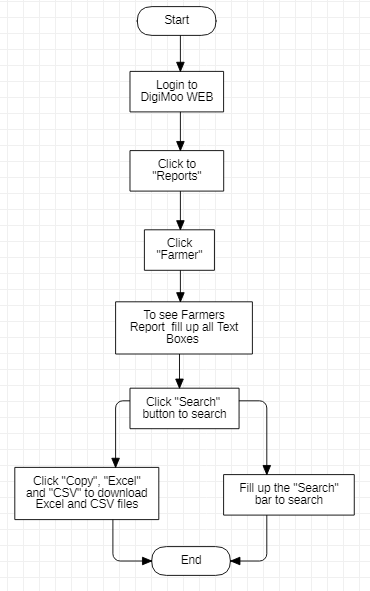 Start
Login to
DigiMoo WEB
Click to
"Reports"
Click
"Farmer"
To see Farmers
Report fill up all Text
Boxes
Click "Search"
button to search
Click "Copy", "Excel"
and "CSV" to download
Excel and CSV files
Fill up the "Search"
bar to search
End